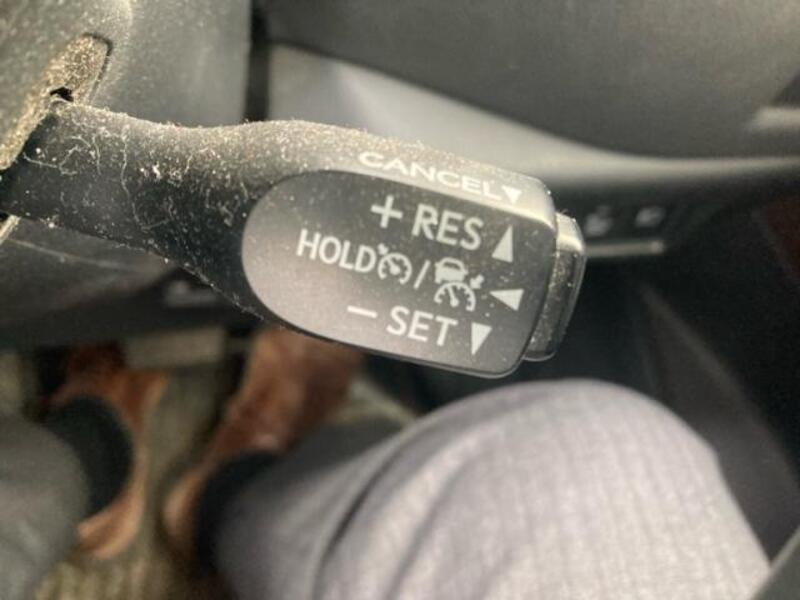 CANCEL
+ RES
HOLD /
- SET